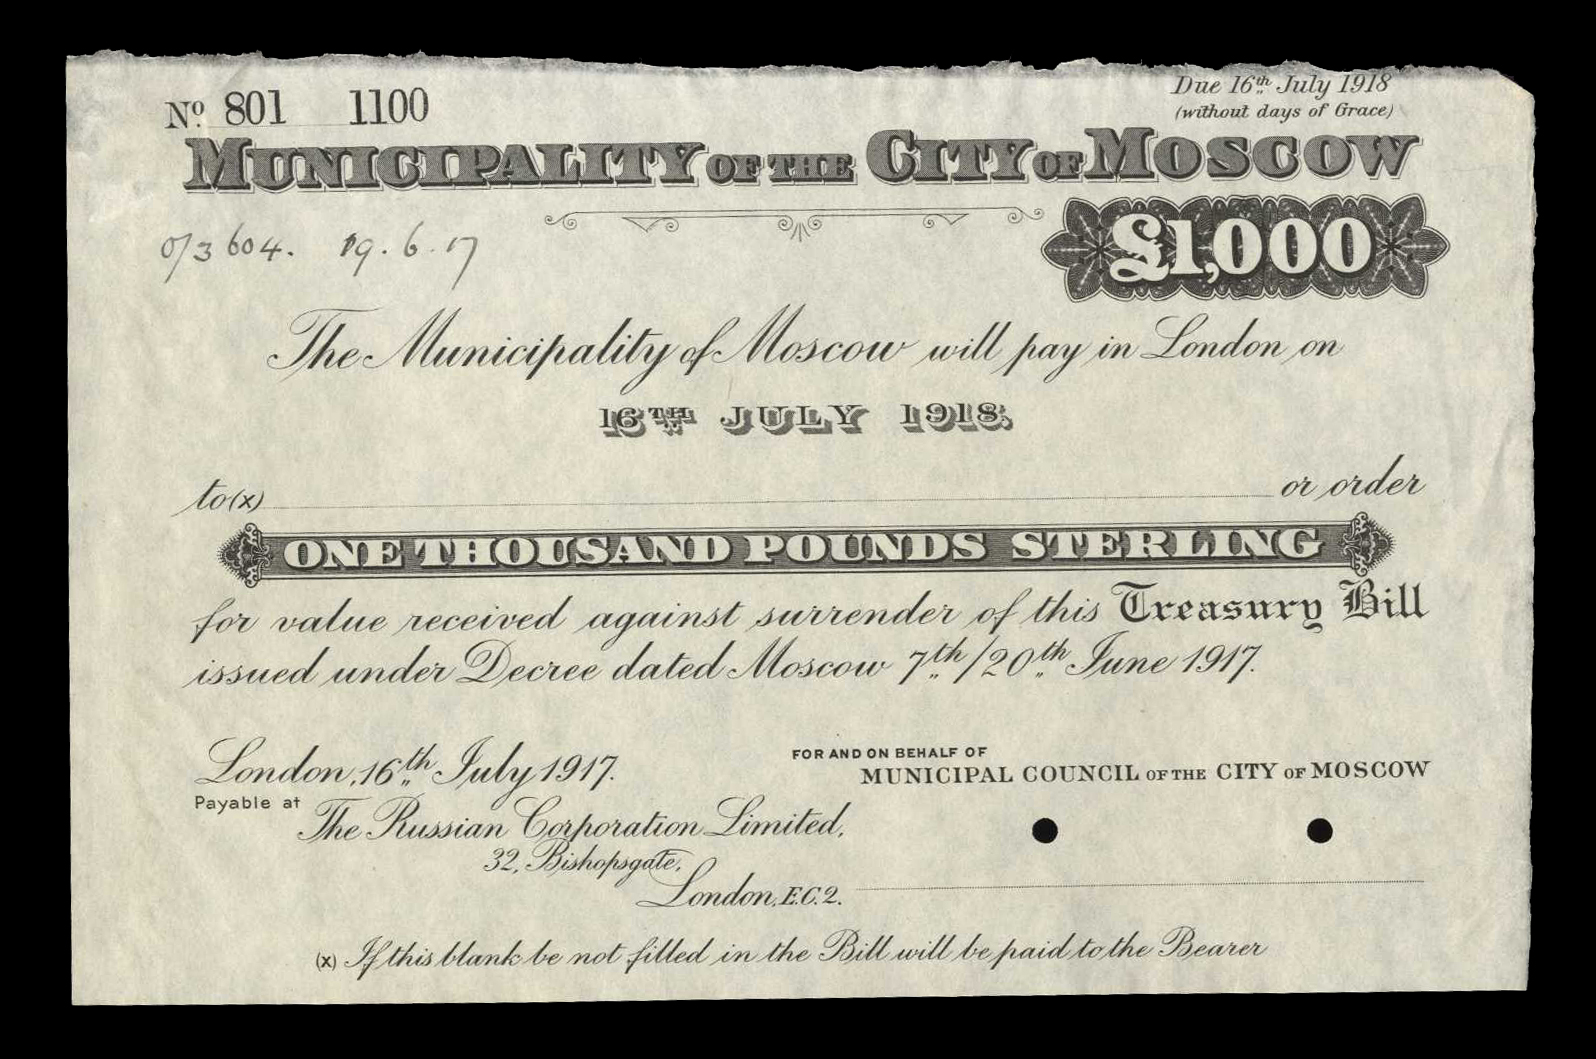 Nº 801 1100
Due 16th July 1918
(without days of Grace)
MUNICIPALITY OF THE CITY OF MOSCOW
£1,000
0/3604. 19.6.17
The Municipality of Moscow will pay in London on
16TH JULY 1918.
to (x) or order
ONE THOUSAND POUNDS STERLING
for value received against surrender of this Treasury Bill
issued under Decree dated Moscow 7th/20th June 1917.
London, 16th July 1917.
Payable at
The Russian Corporation Limited,
32, Bishopsgate,
London, E.C.2.
FOR AND ON BEHALF OF
MUNICIPAL COUNCIL OF THE CITY OF MOSCOW
(x) If this blank be not filled in the Bill will be paid to the Bearer